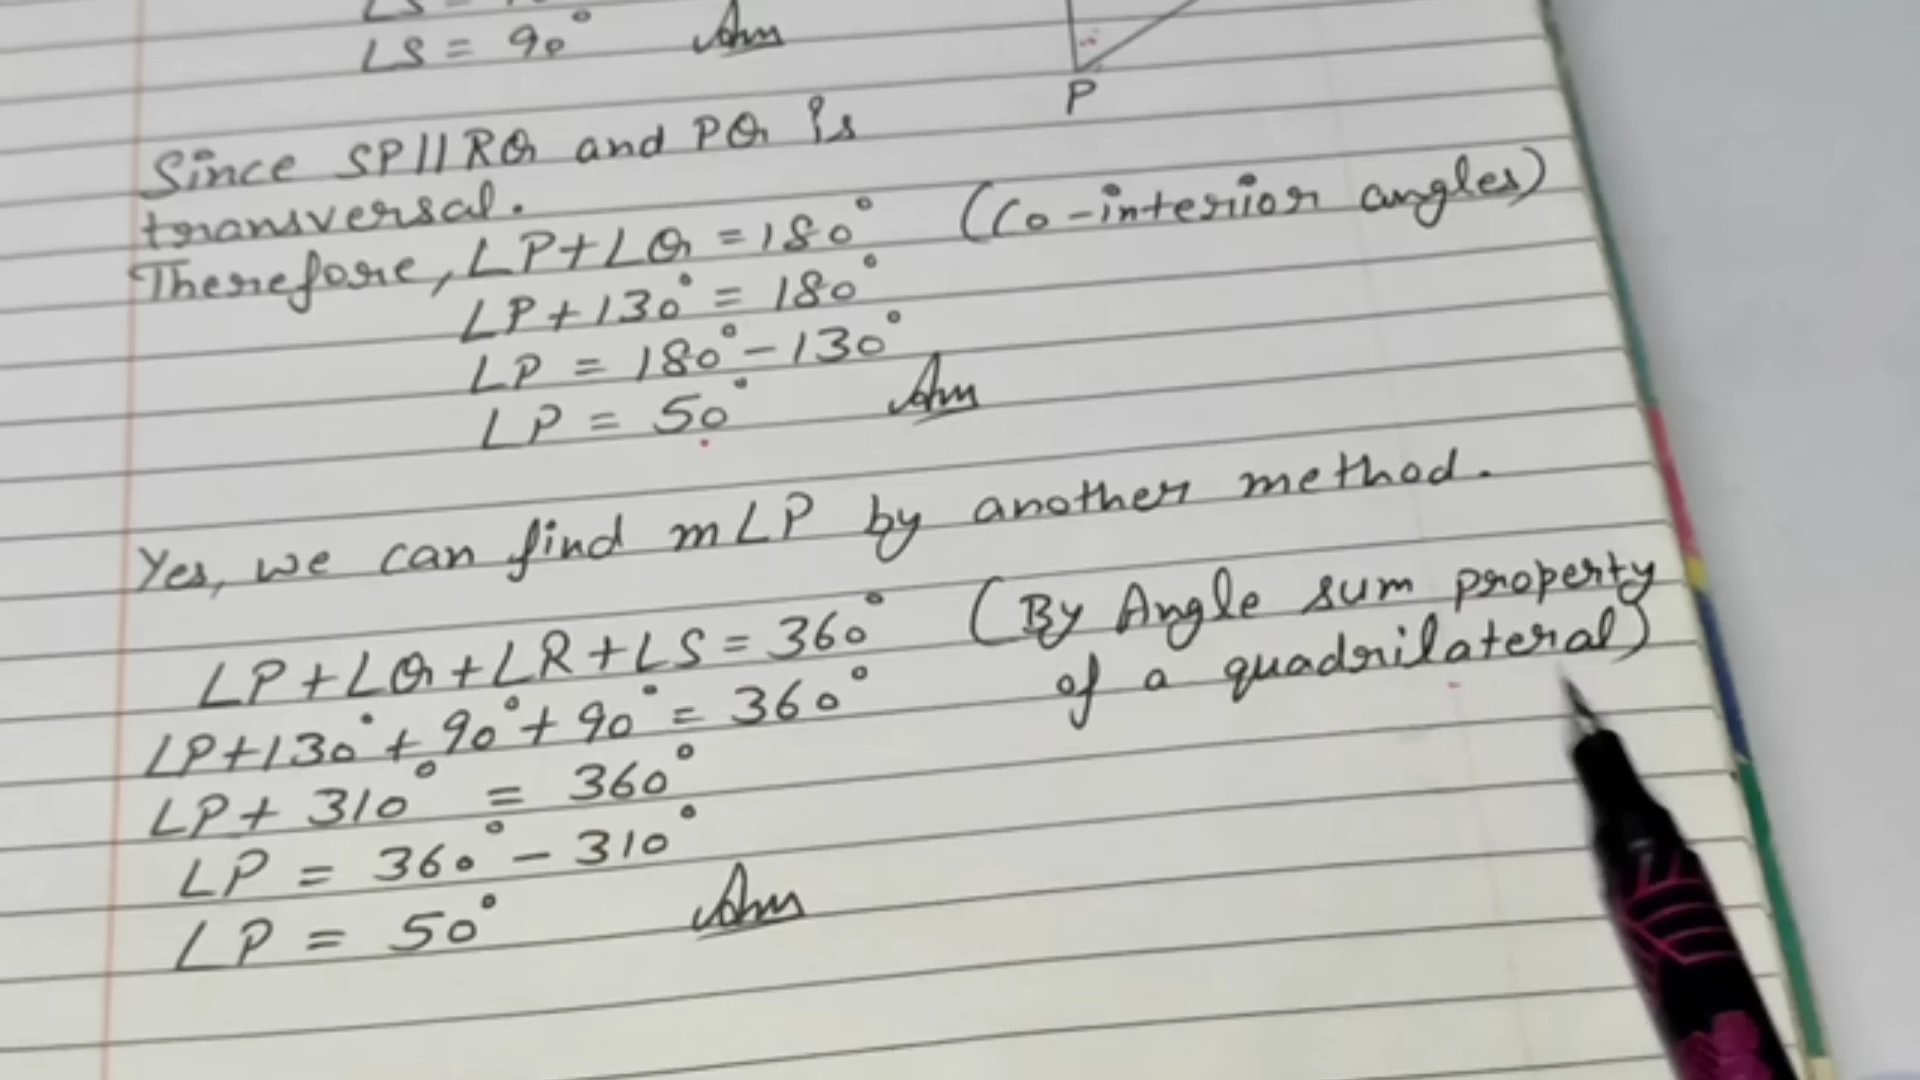 ∠S = 90° Ans
P
Since SP||RQ and PQ is
transversal.
Therefore, ∠P+∠Q = 180° (Co-interior angles)
∠P+130° = 180°
∠P = 180°-130°
∠P = 50° Ans
Yes, we can find m∠P by another method.
∠P+∠Q+∠R+∠S = 360° (By Angle sum property
of a quadrilateral)
∠P+130°+90°+90° = 360°
∠P+310° = 360°
∠P = 360°-310°
∠P = 50° Ans